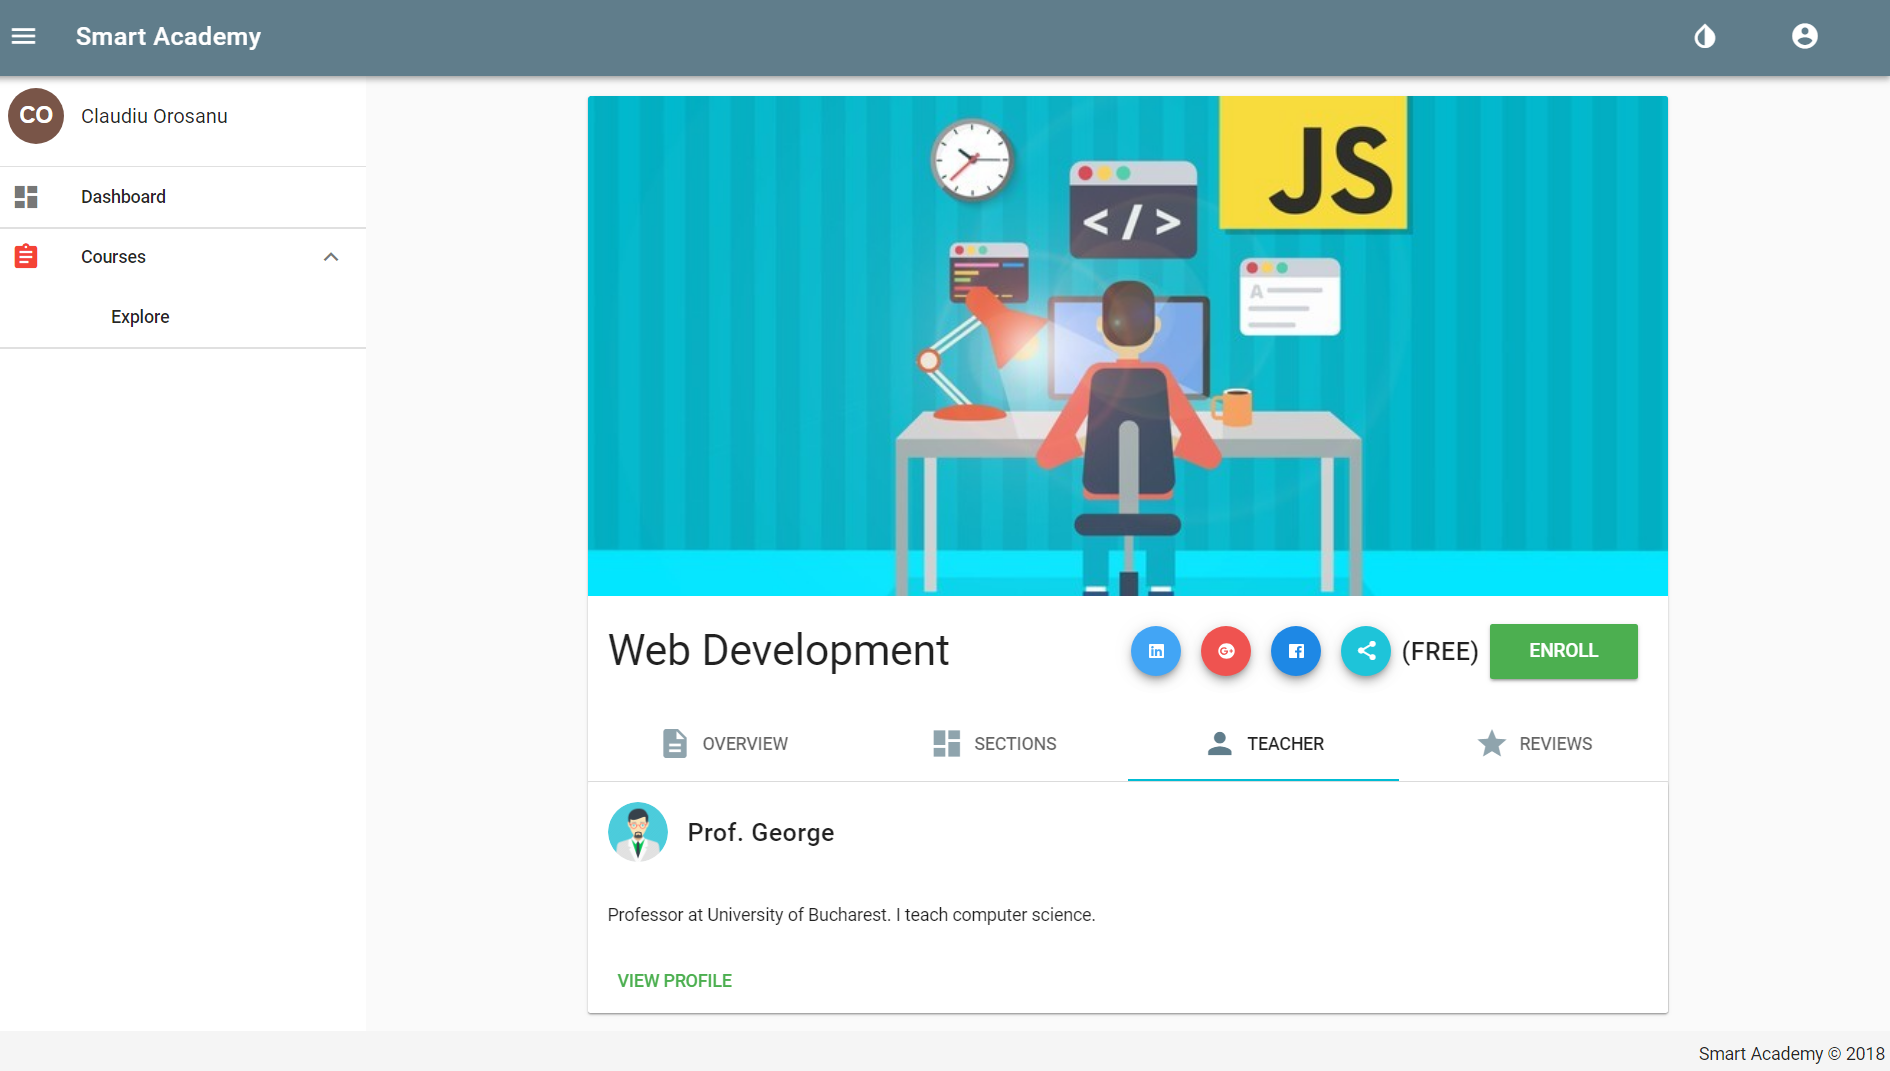 Smart Academy
CO
Claudiu Orosanu
Dashboard
Courses
Explore
JS
</>
A
Web Development
in
G+
f
(FREE)
ENROLL
OVERVIEW
SECTIONS
TEACHER
REVIEWS
Prof. George
Professor at University of Bucharest. I teach computer science.
VIEW PROFILE
Smart Academy © 2018